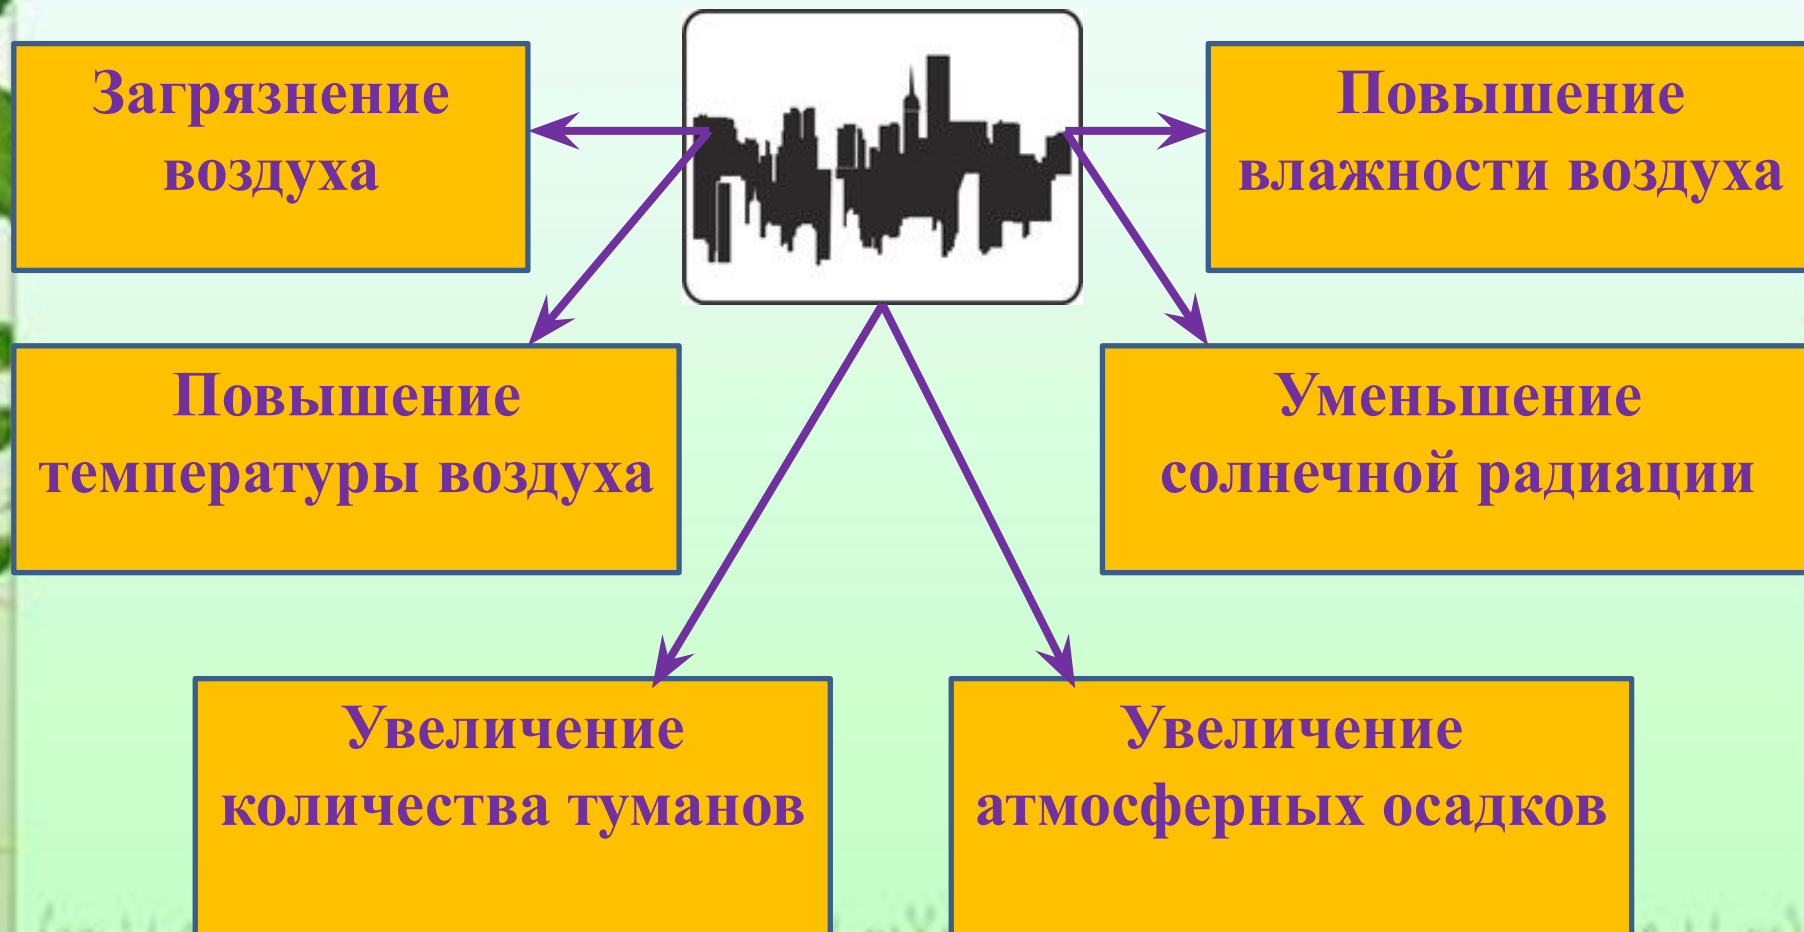 Загрязнение
воздуха
Повышение
влажности воздуха
Повышение
температуры воздуха
Уменьшение
солнечной радиации
Увеличение
количества туманов
Увеличение
атмосферных осадков